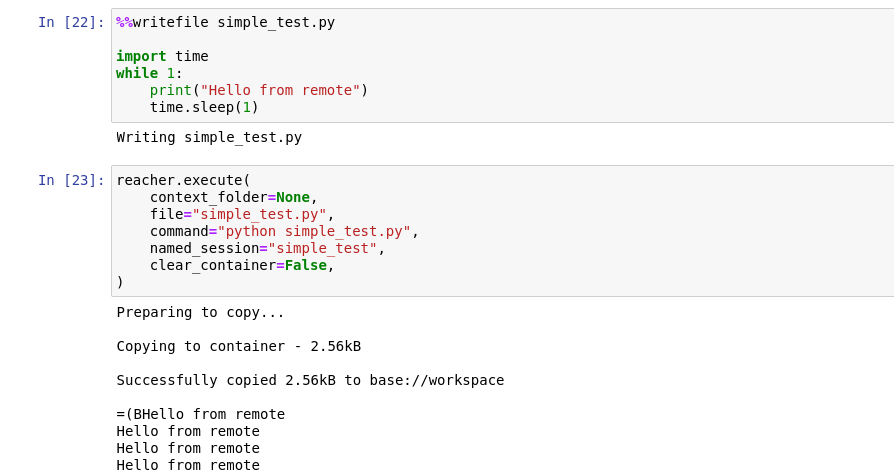 In [22]: %%writefile simple_test.py
import time
while 1:
    print("Hello from remote")
    time.sleep(1)
Writing simple_test.py
In [23]: reacher.execute(
    context_folder=None,
    file="simple_test.py",
    command="python simple_test.py",
    named_session="simple_test",
    clear_container=False,
)
Preparing to copy...
Copying to container - 2.56kB
Successfully copied 2.56kB to base://workspace
=(BHello from remote
Hello from remote
Hello from remote
Hello from remote